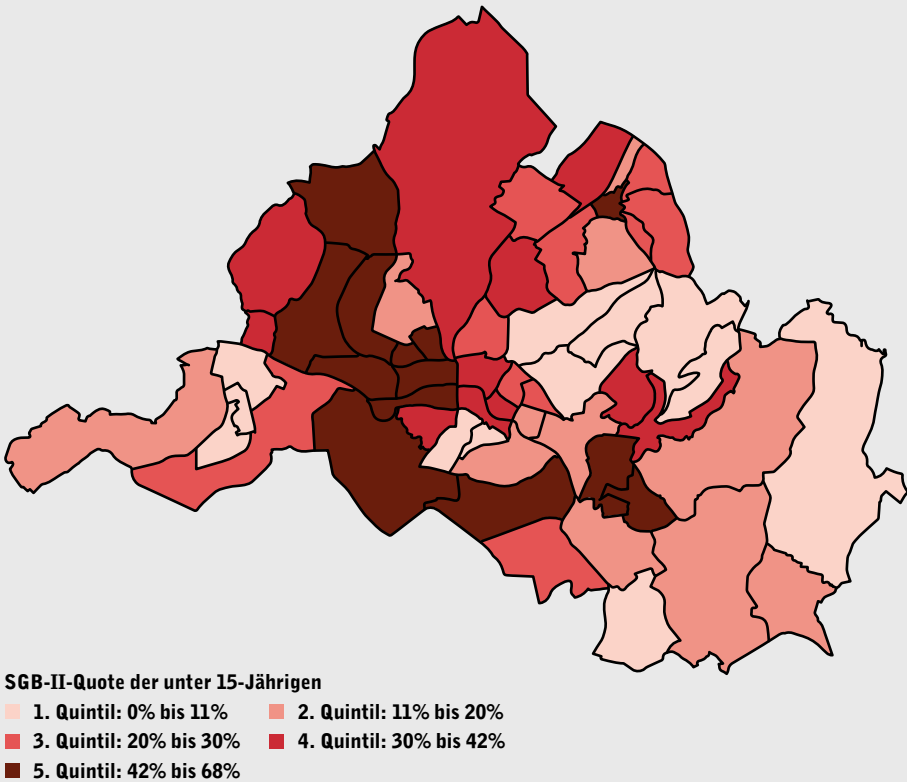 SGB-II-Quote der unter 15-Jährigen
1. Quintil: 0% bis 11% 2. Quintil: 11% bis 20%
3. Quintil: 20% bis 30% 4. Quintil: 30% bis 42%
5. Quintil: 42% bis 68%